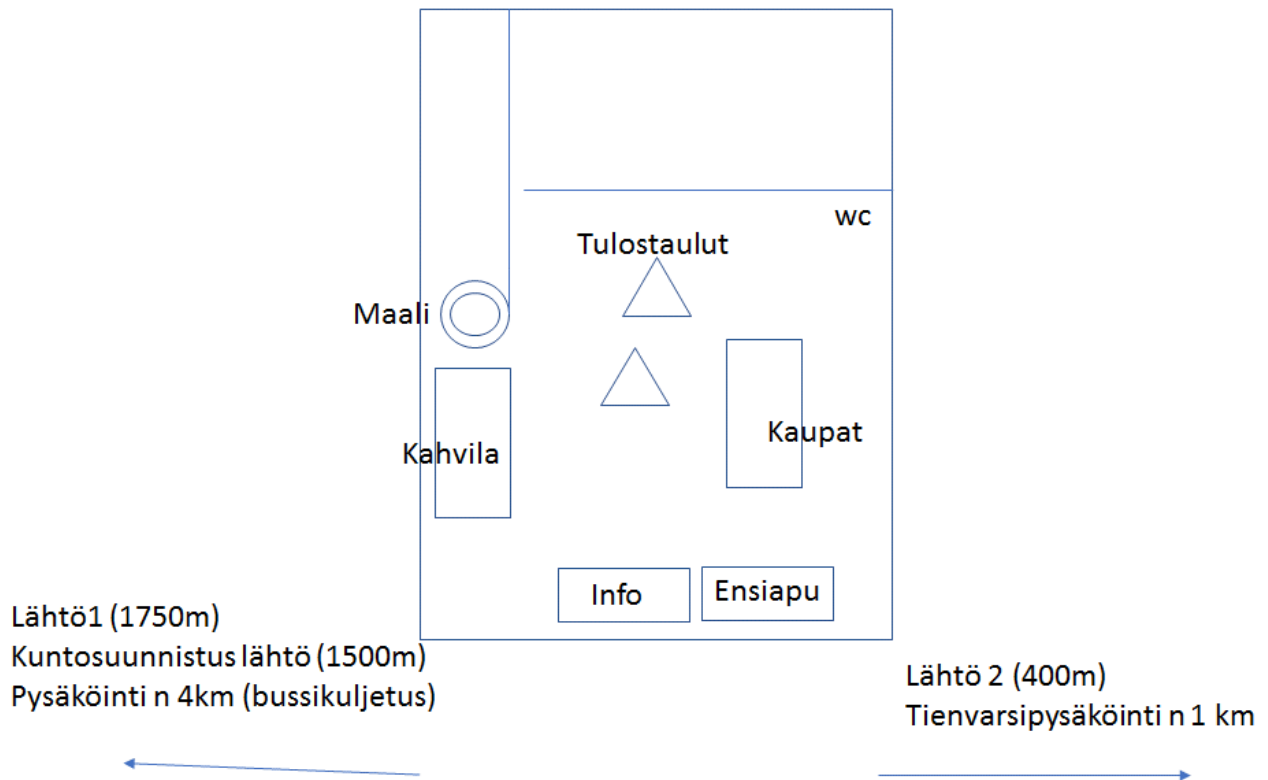 wc
Tulostaulut
Maali
Kaupat
Kahvila
Info
Ensiapu
Lähtö1 (1750m)
Kuntosuunnistus lähtö (1500m)
Pysäköinti n 4km (bussikuljetus)
Lähtö 2 (400m)
Tienvarsipysäköinti n 1 km